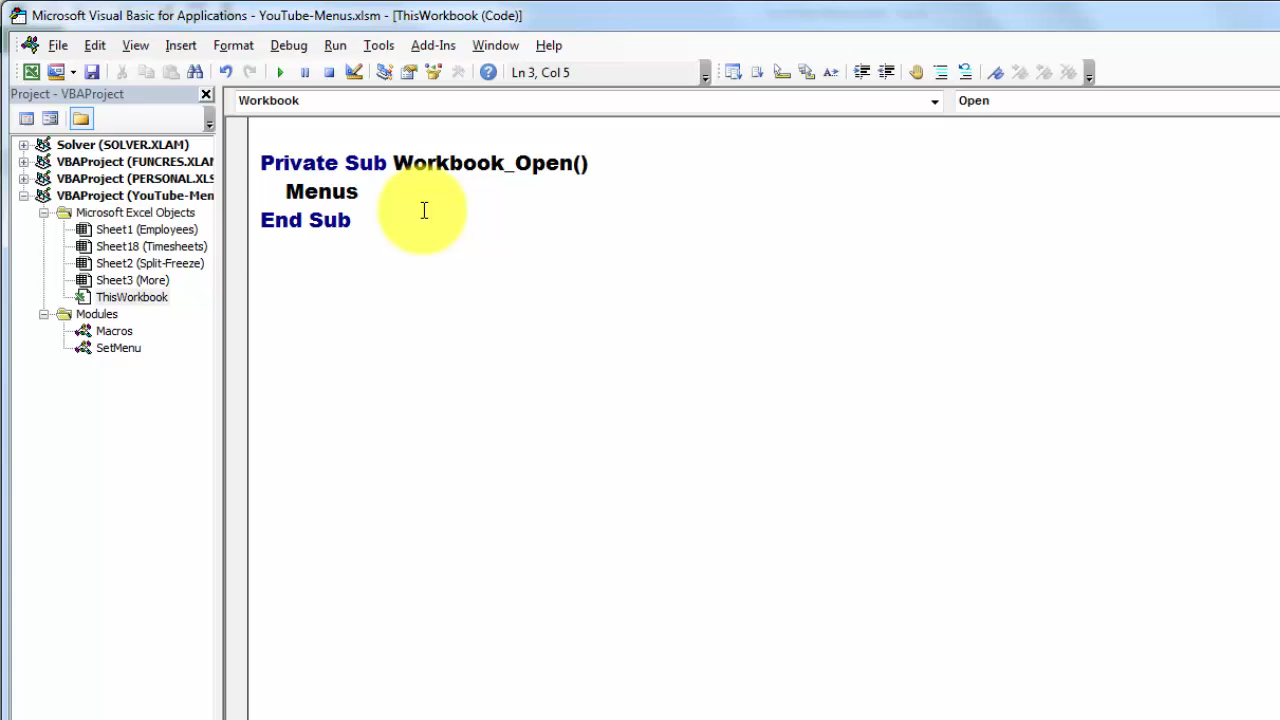 Microsoft Visual Basic for Applications - YouTube-Menus.xlsm - [ThisWorkbook (Code)]
File Edit View Insert Format Debug Run Tools Add-Ins Window Help
Ln 3, Col 5
Project - VBAProject
Workbook
Open
Solver (SOLVER.XLAM)
VBAProject (FUNCRES.XLAM
VBAProject (PERSONAL.XLS
VBAProject (YouTube-Men
Microsoft Excel Objects
Sheet1 (Employees)
Sheet18 (Timesheets)
Sheet2 (Split-Freeze)
Sheet3 (More)
ThisWorkbook
Modules
Macros
SetMenu
Private Sub Workbook_Open()
Menus
End Sub